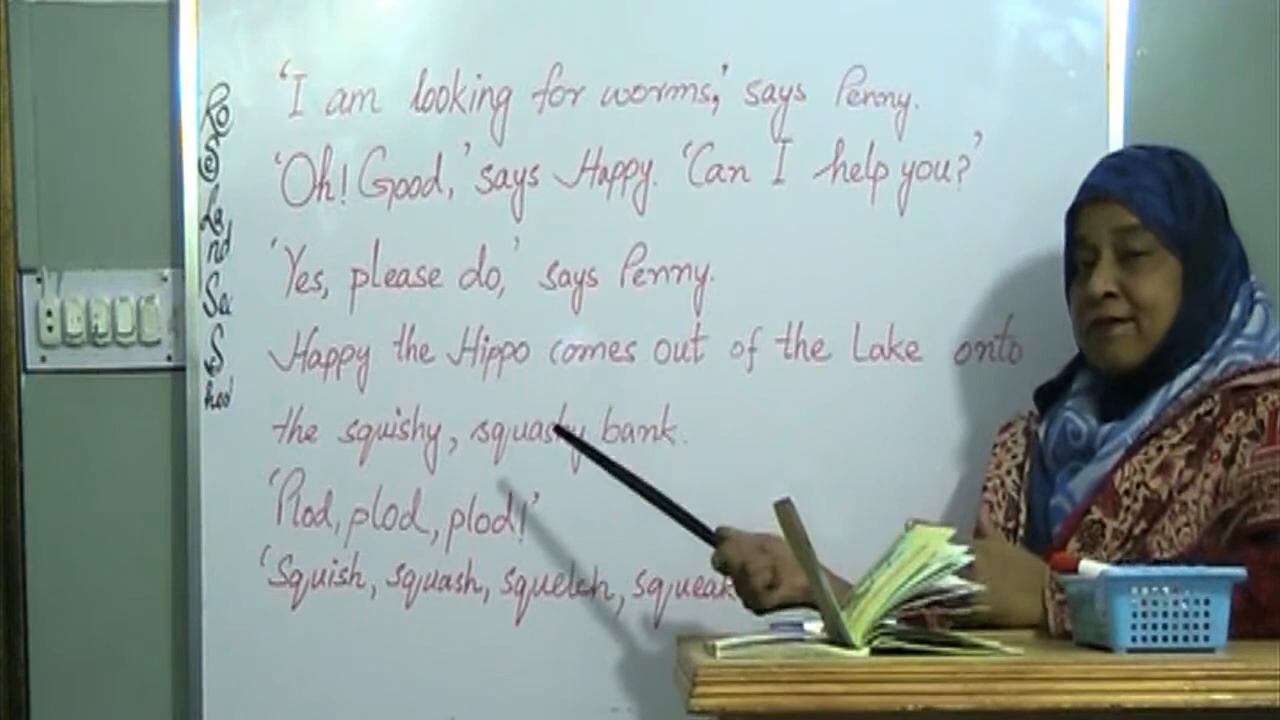 'I am looking for worms,' says Penny.
'Oh! Good,' says Happy. 'Can I help you?'
'Yes, please do,' says Penny.
Happy the Hippo comes out of the Lake onto
the squishy, squashy bank.
'Plod, plod, plod!'
'Squish, squash, squelch, squeak